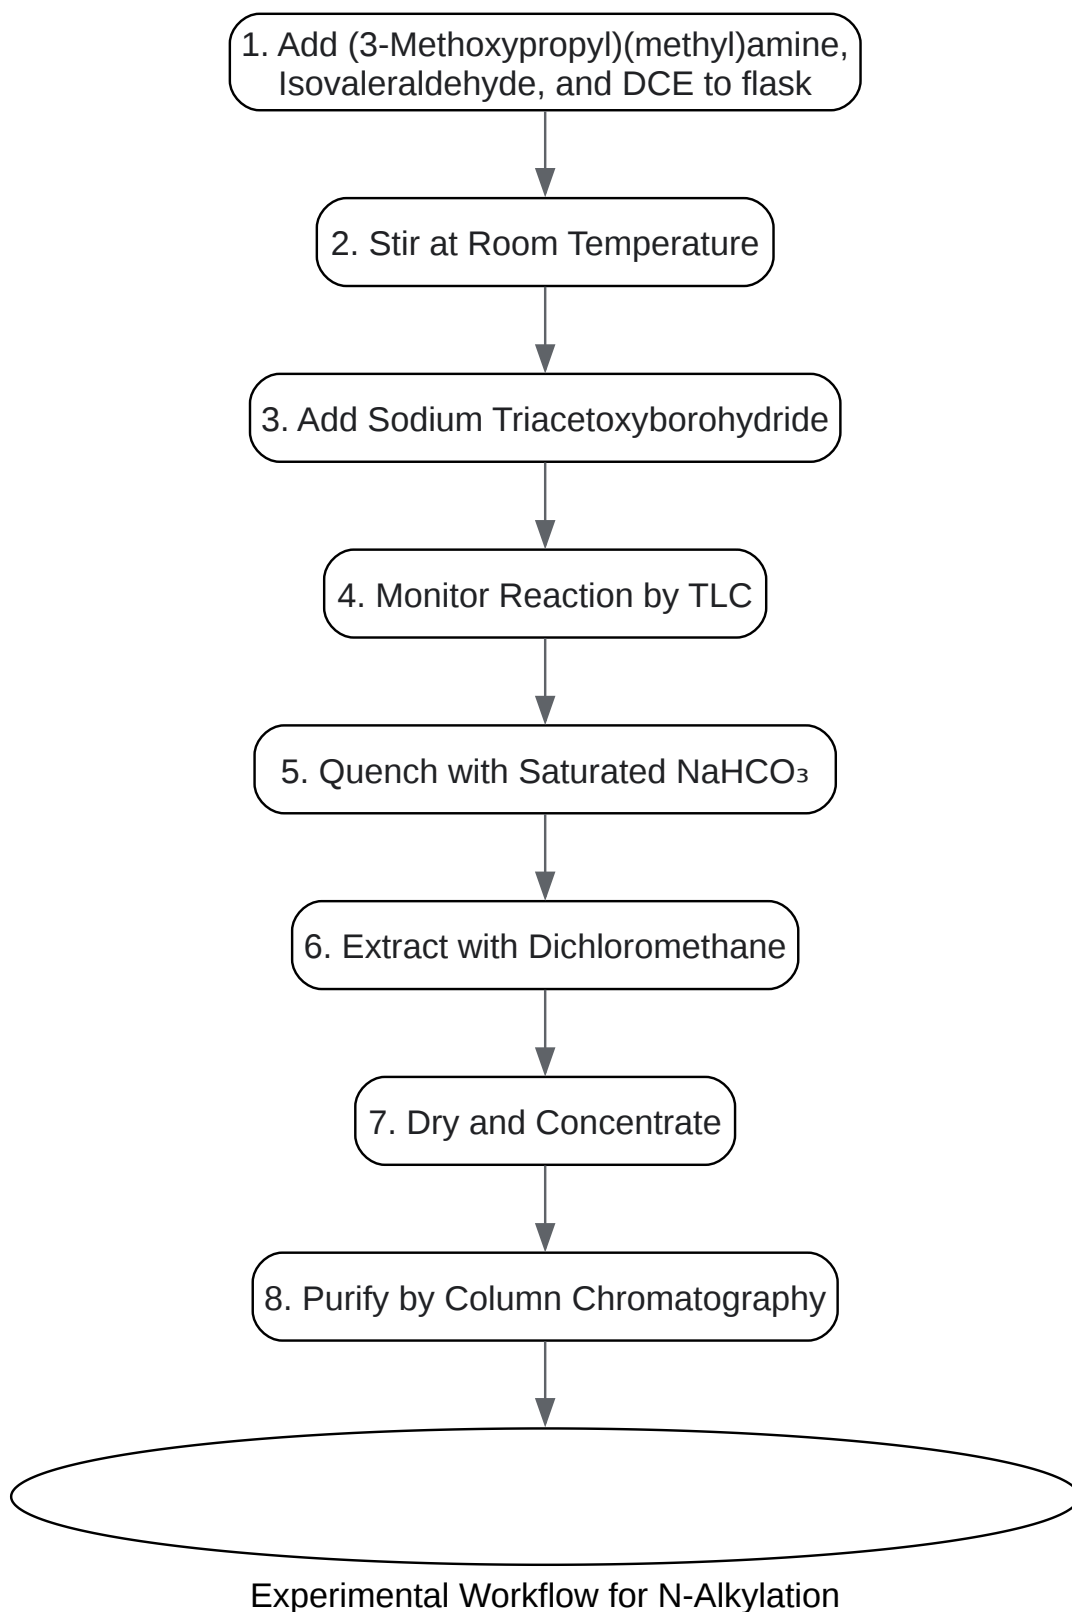 1. Add (3-Methoxypropyl)(methyl)amine,
Isovaleraldehyde, and DCE to flask
2. Stir at Room Temperature
3. Add Sodium Triacetoxyborohydride
4. Monitor Reaction by TLC
5. Quench with Saturated NaHCO₃
6. Extract with Dichloromethane
7. Dry and Concentrate
8. Purify by Column Chromatography
Experimental Workflow for N-Alkylation